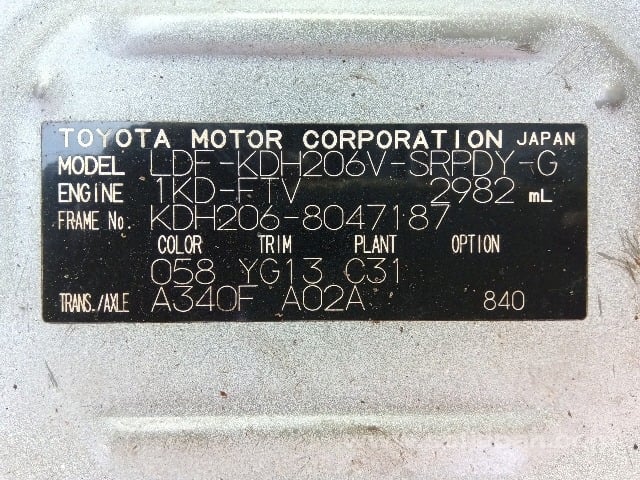 TOYOTA MOTOR CORPORATION JAPAN
MODEL LDF-KDH206V-SRPDY-G
ENGINE 1KD-FTV 2982 mL
FRAME No. KDH206-8047187
COLOR TRIM PLANT OPTION
058 YG13 C31
TRANS./AXLE A340F A02A 840